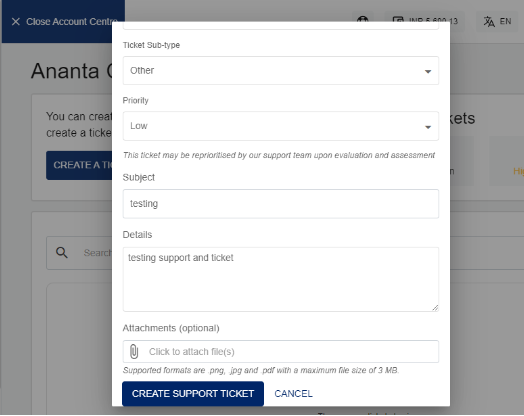 Close Account Centre
INR 5,600.13
EN
Ananta
Ticket Sub-type
Other
Priority
Low
You can
create a ticke
kets
CREATE A TIC
This ticket may be reprioritised by our support team upon evaluation and assessment
Subject
testing
Details
Search
testing support and ticket
Attachments (optional)
Click to attach file(s)
Supported formats are .png, .jpg and .pdf with a maximum file size of 3 MB.
CREATE SUPPORT TICKET
CANCEL